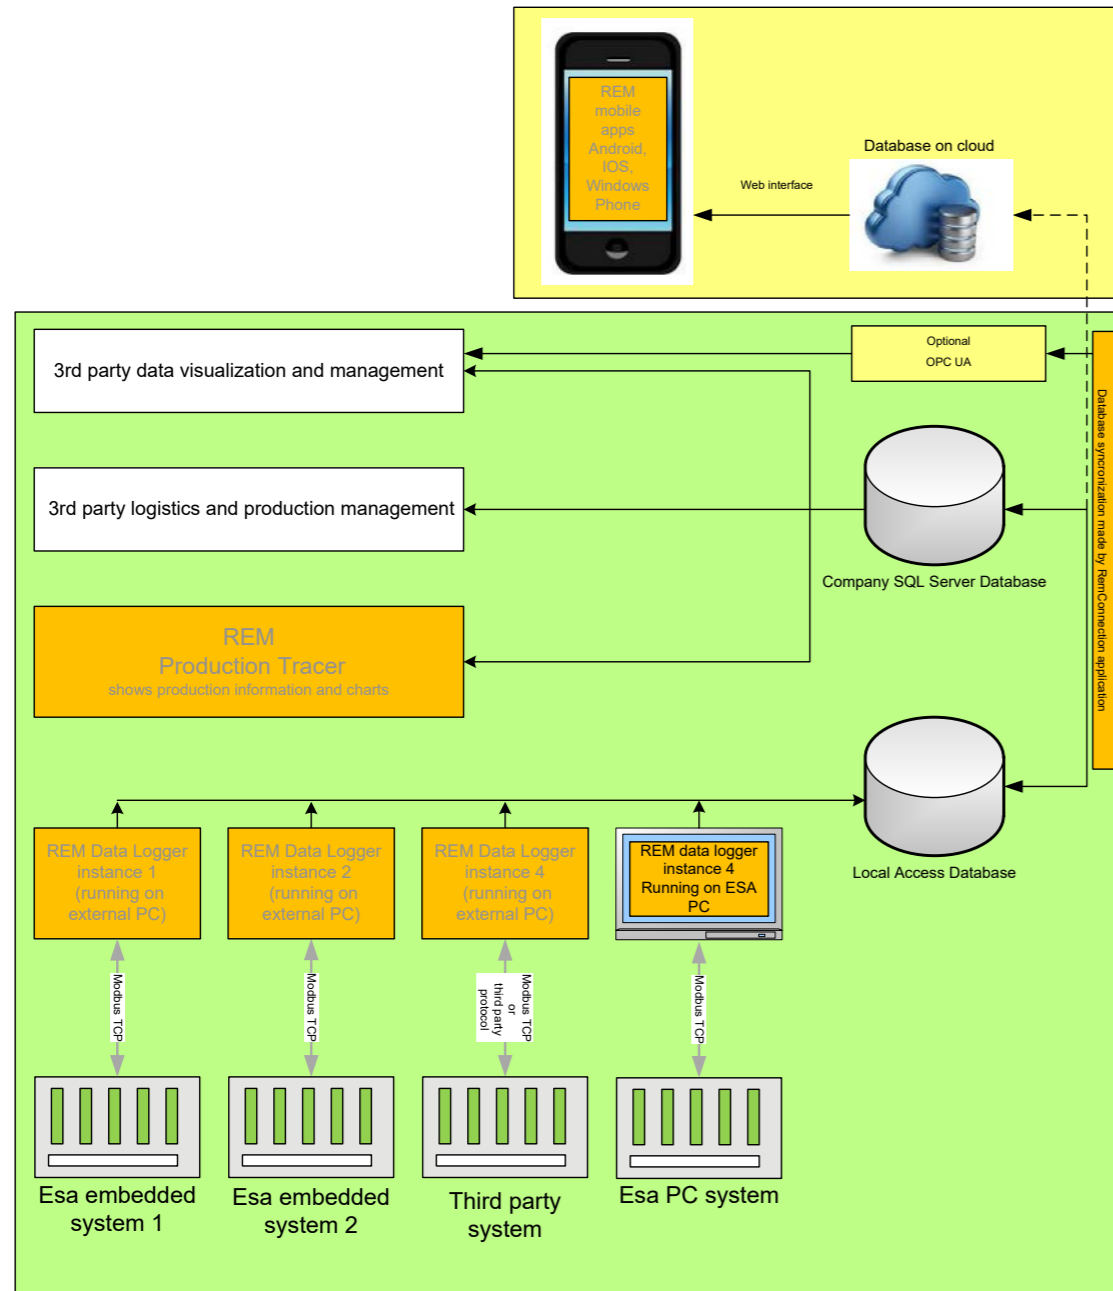 REM
mobile
apps
Android,
IOS,
Windows
Phone
Web interface
Database on cloud
3rd party data visualization and management
Optional
OPC UA
Database syncronization made by RemConnection application
3rd party logistics and production management
Company SQL Server Database
REM
Production Tracer
shows production information and charts
Local Access Database
REM Data Logger
instance 1
(running on
external PC)
REM Data Logger
instance 2
(running on
external PC)
REM Data Logger
instance 4
(running on
external PC)
REM data logger
instance 4
Running on ESA
PC
Modbus TCP
Modbus TCP
Modbus TCP
or
third party
protocol
Modbus TCP
Esa embedded
system 1
Esa embedded
system 2
Third party
system
Esa PC system